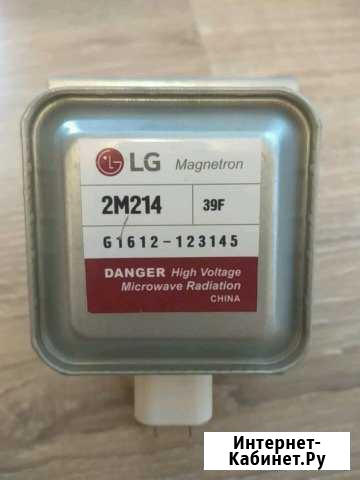 LG Magnetron
2M214 39F
G1612-123145
DANGER High Voltage
Microwave Radiation
CHINA
Интернет-
Кабинет.Ру